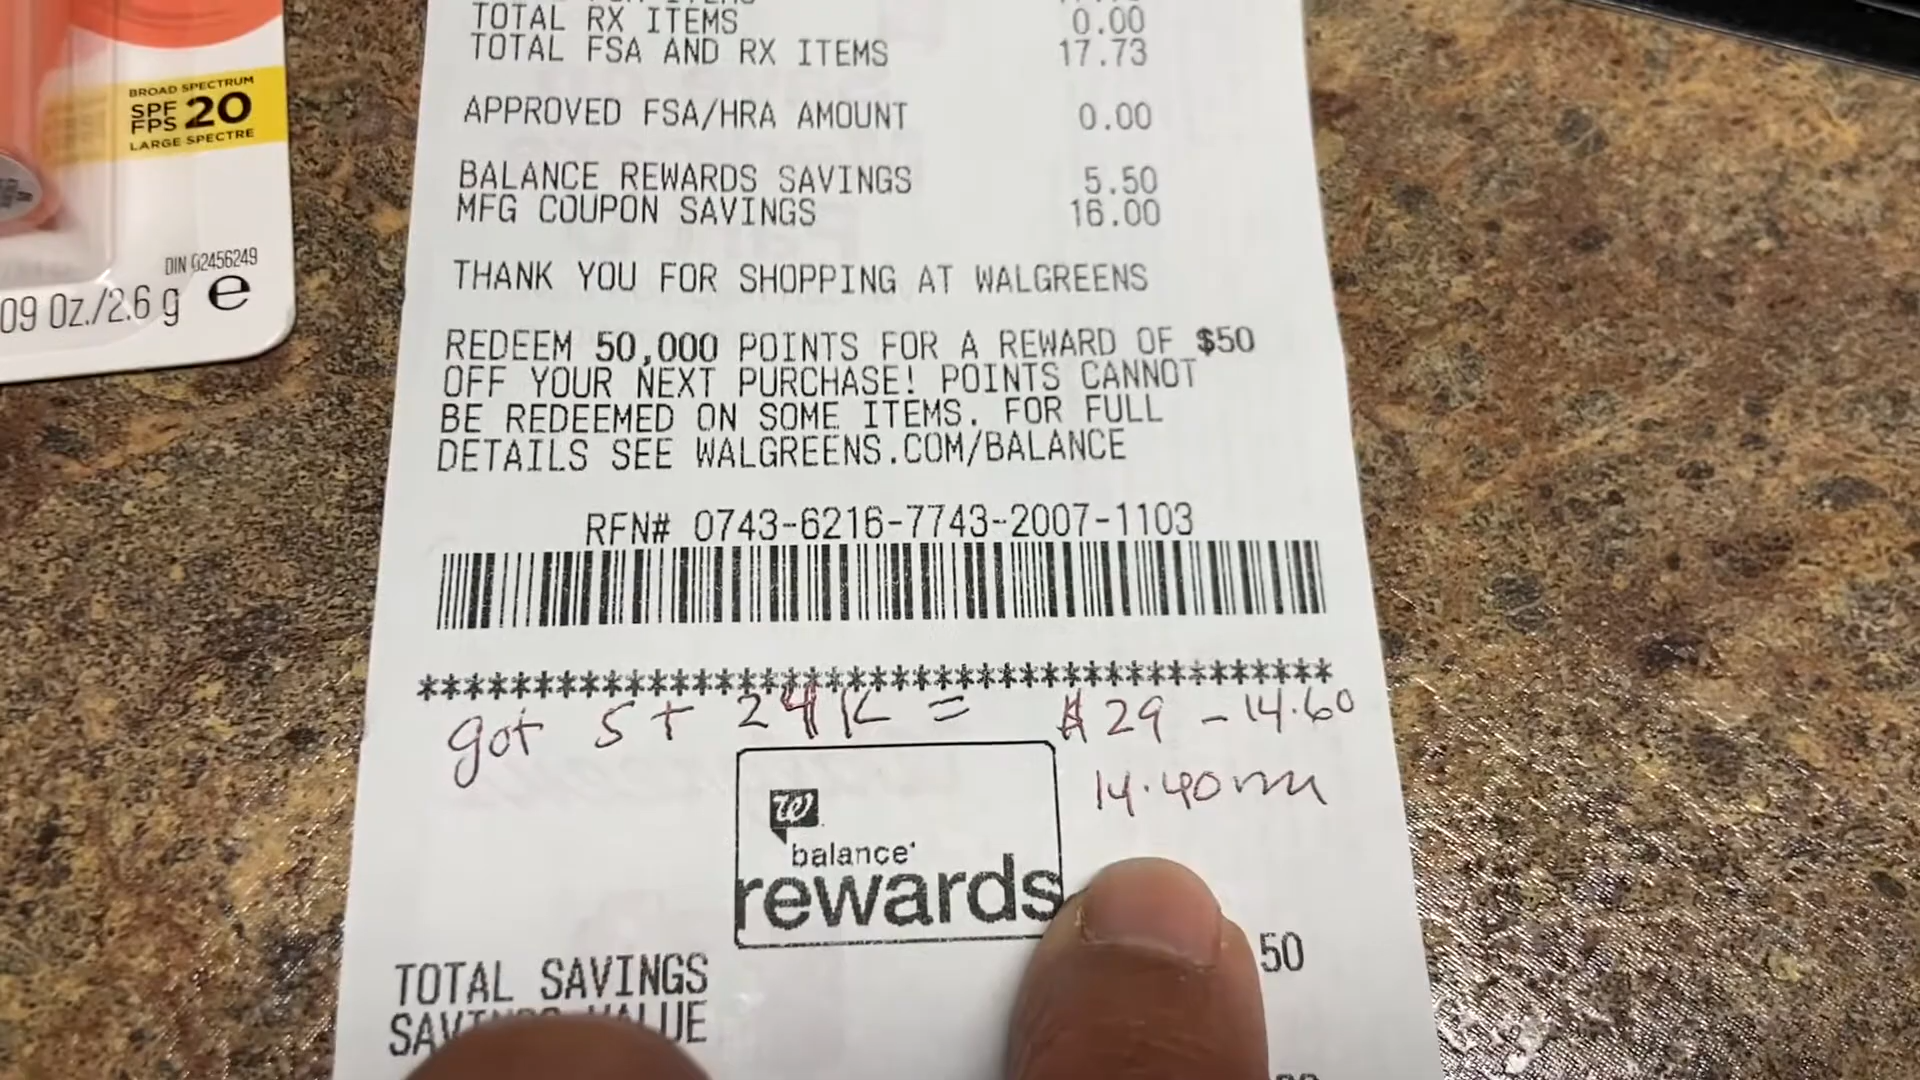 BROAD SPECTRUM
SPF 20
FPS
LARGE SPECTRE
DIN 02456249
09 Oz./2.6 g e
TOTAL RX ITEMS 0.00
TOTAL FSA AND RX ITEMS 17.73
APPROVED FSA/HRA AMOUNT 0.00
BALANCE REWARDS SAVINGS 5.50
MFG COUPON SAVINGS 16.00
THANK YOU FOR SHOPPING AT WALGREENS
REDEEM 50,000 POINTS FOR A REWARD OF $50
OFF YOUR NEXT PURCHASE! POINTS CANNOT
BE REDEEMED ON SOME ITEMS. FOR FULL
DETAILS SEE WALGREENS.COM/BALANCE
RFN# 0743-6216-7743-2007-1103
****************************************
got 5 + 24K = $29 - 14.60
14.40 mm
W
balance
rewards
TOTAL SAVINGS 50
SAVINGS VALUE